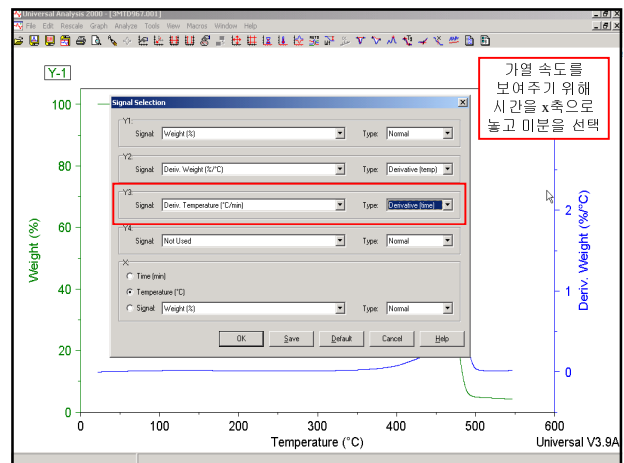 Universal Analysis 2000 - [3MTD967.001]
File Edit Rescale Graph Analyze Tools View Macros Window Help
Y-1
가열 속도를
보여주기 위해
시간을 x축으로
놓고 미분을 선택
Signal Selection
Y1:
Signal: Weight (%) Type: Normal
Y2:
Signal: Deriv. Weight (%/°C) Type: Derivative (temp)
Y3:
Signal: Deriv. Temperature (°C/min) Type: Derivative (time)
Y4:
Signal: Not Used Type: Normal
X:
Time (min)
Temperature (°C)
Signal: Weight (%) Type: Normal
OK Save Default Cancel Help
Weight (%)
100
80
60
40
20
0
Deriv. Weight (%/°C)
2
1
0
0 100 200 300 400 500 600
Temperature (°C)
Universal V3.9A